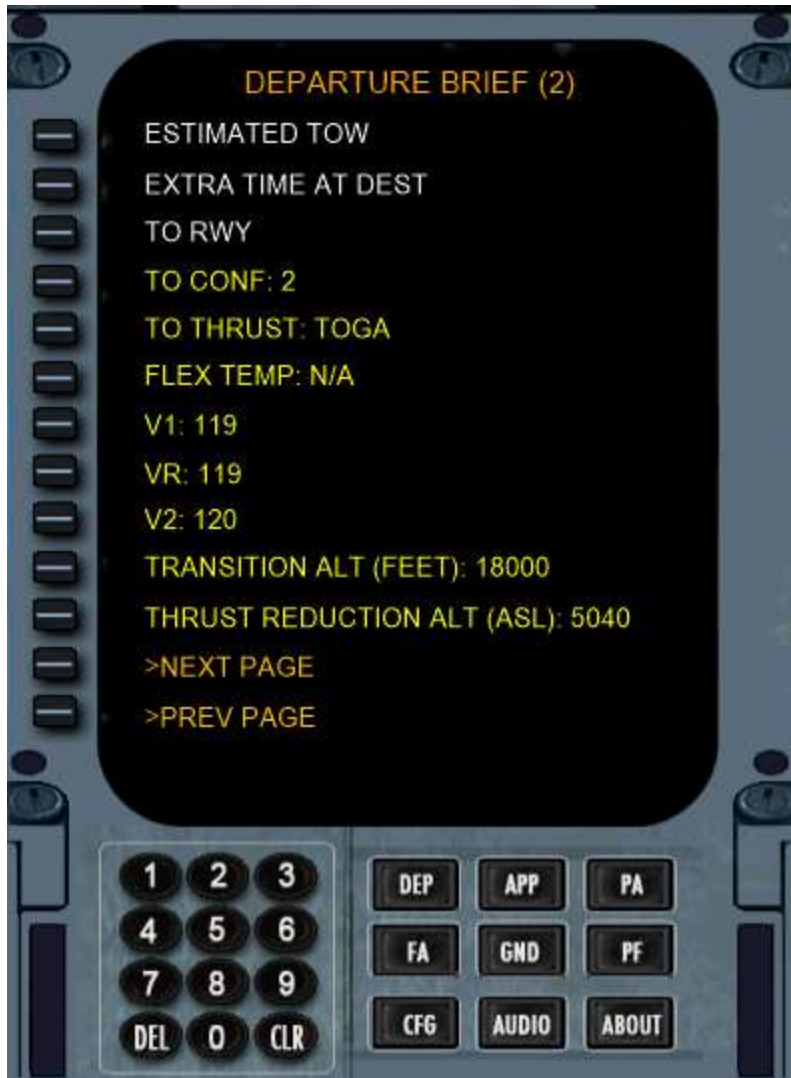 DEPARTURE BRIEF (2)
ESTIMATED TOW
EXTRA TIME AT DEST
TO RWY
TO CONF: 2
TO THRUST: TOGA
FLEX TEMP: N/A
V1: 119
VR: 119
V2: 120
TRANSITION ALT (FEET): 18000
THRUST REDUCTION ALT (ASL): 5040
>NEXT PAGE
>PREV PAGE
1 2 3
4 5 6
7 8 9
DEL 0 CLR
DEP APP PA
FA GND PF
CFG AUDIO ABOUT